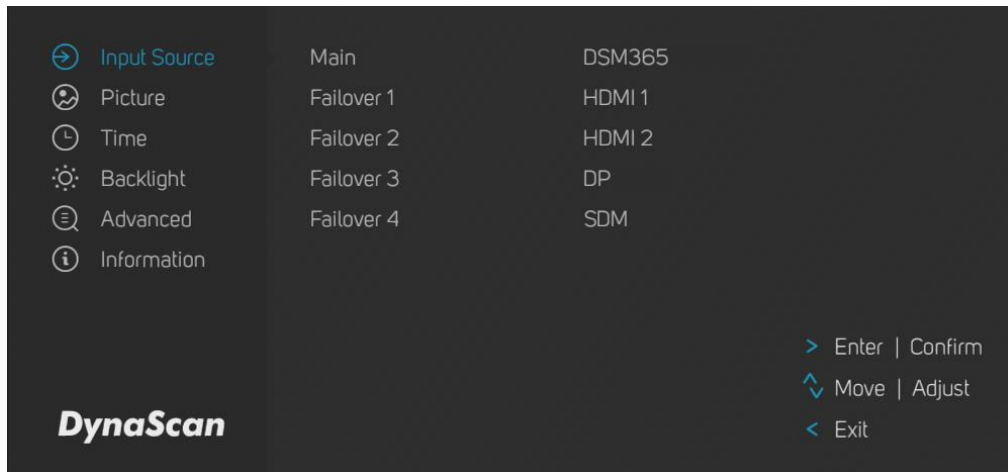 Input Source Main DSM365
Picture Failover 1 HDMI 1
Time Failover 2 HDMI 2
Backlight Failover 3 DP
Advanced Failover 4 SDM
Information
> Enter | Confirm
Move | Adjust
< Exit
DynaScan